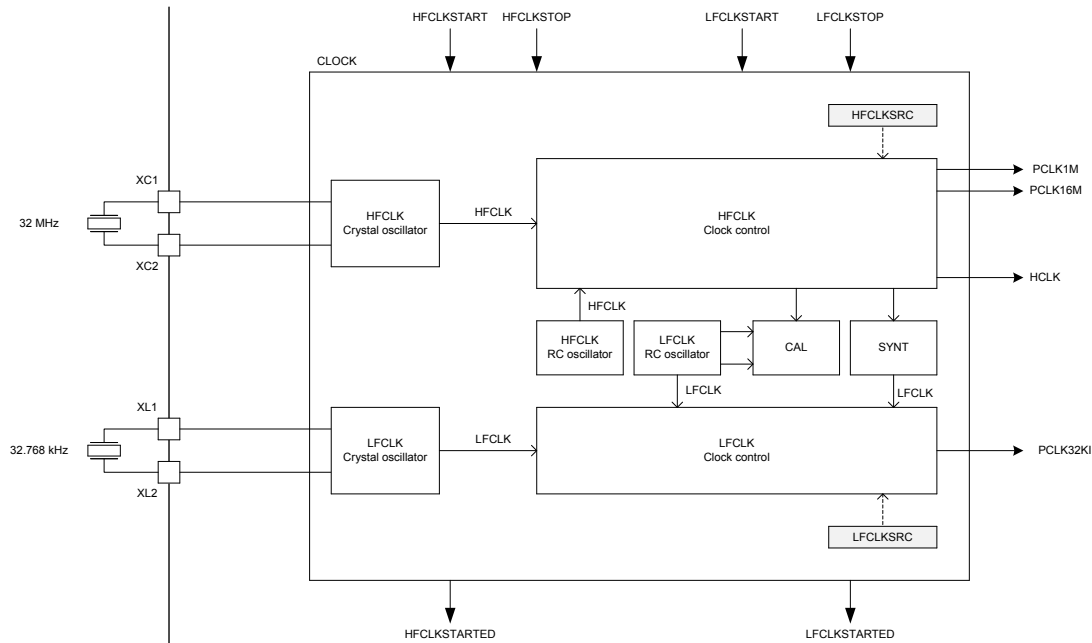 HFCLKSTART
HFCLKSTOP
LFCLKSTART
LFCLKSTOP
CLOCK
HFCLKSRC
XC1
PCLK1M
PCLK16M
32 MHz
HFCLK
Crystal oscillator
HFCLK
HFCLK
Clock control
XC2
HCLK
HFCLK
HFCLK
RC oscillator
LFCLK
RC oscillator
CAL
SYNT
LFCLK
LFCLK
XL1
32.768 kHz
LFCLK
Crystal oscillator
LFCLK
LFCLK
Clock control
PCLK32KI
XL2
LFCLKSRC
HFCLKSTARTED
LFCLKSTARTED